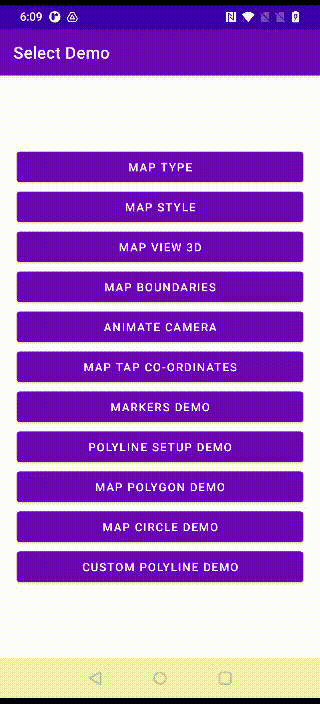 6:09
Select Demo
MAP TYPE
MAP STYLE
MAP VIEW 3D
MAP BOUNDARIES
ANIMATE CAMERA
MAP TAP CO-ORDINATES
MARKERS DEMO
POLYLINE SETUP DEMO
MAP POLYGON DEMO
MAP CIRCLE DEMO
CUSTOM POLYLINE DEMO